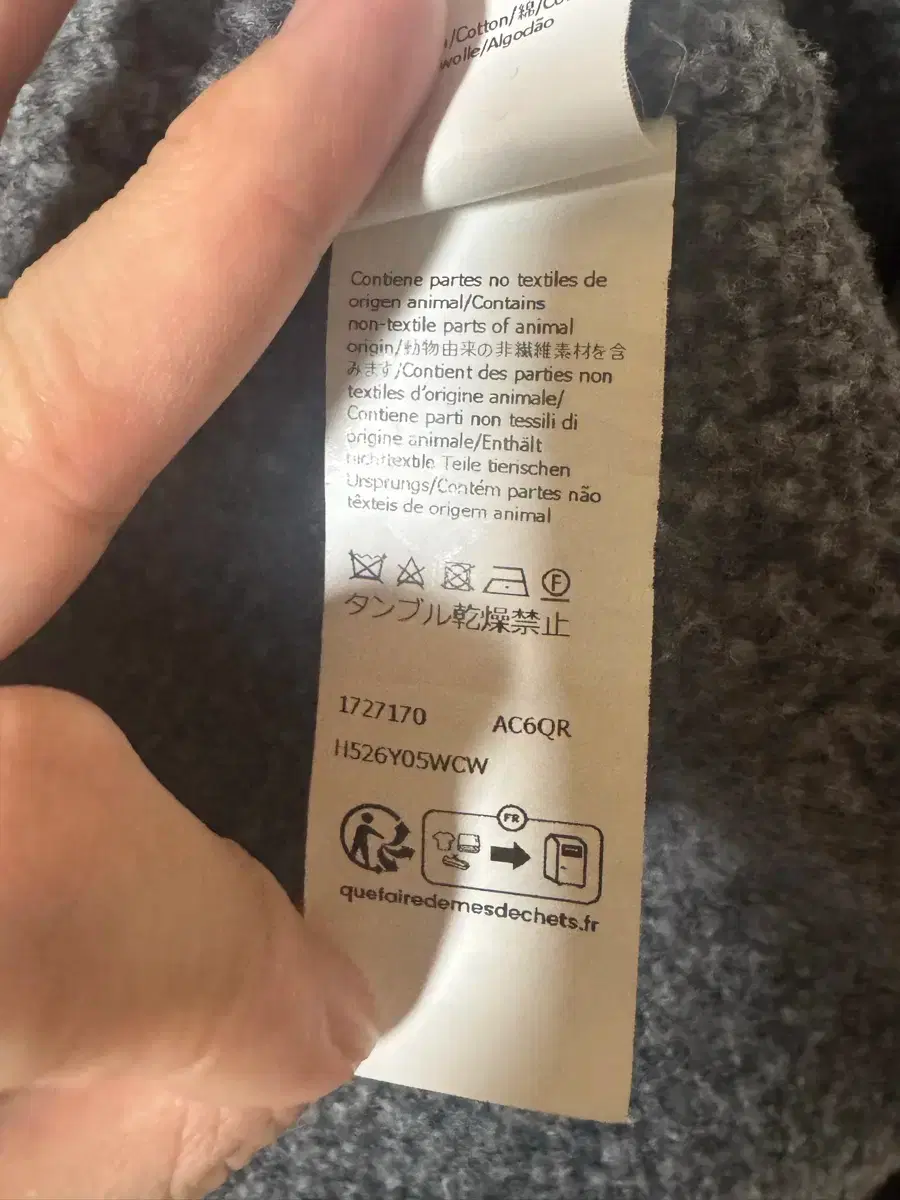 /Cotton/綿/Co
wolle/Algodão
Contiene partes no textiles de
origen animal/Contains
non-textile parts of animal
origin/動物由来の非繊維素材を含
みます/Contient des parties non
textiles d'origine animale/
Contiene parti non tessili di
origine animale/Enthält
nichttextile Teile tierischen
Ursprungs/Contém partes não
têxteis de origem animal
F
タンブル乾燥禁止
1727170 AC6QR
H526Y05WCW
FR
quefairedemesdechets.fr